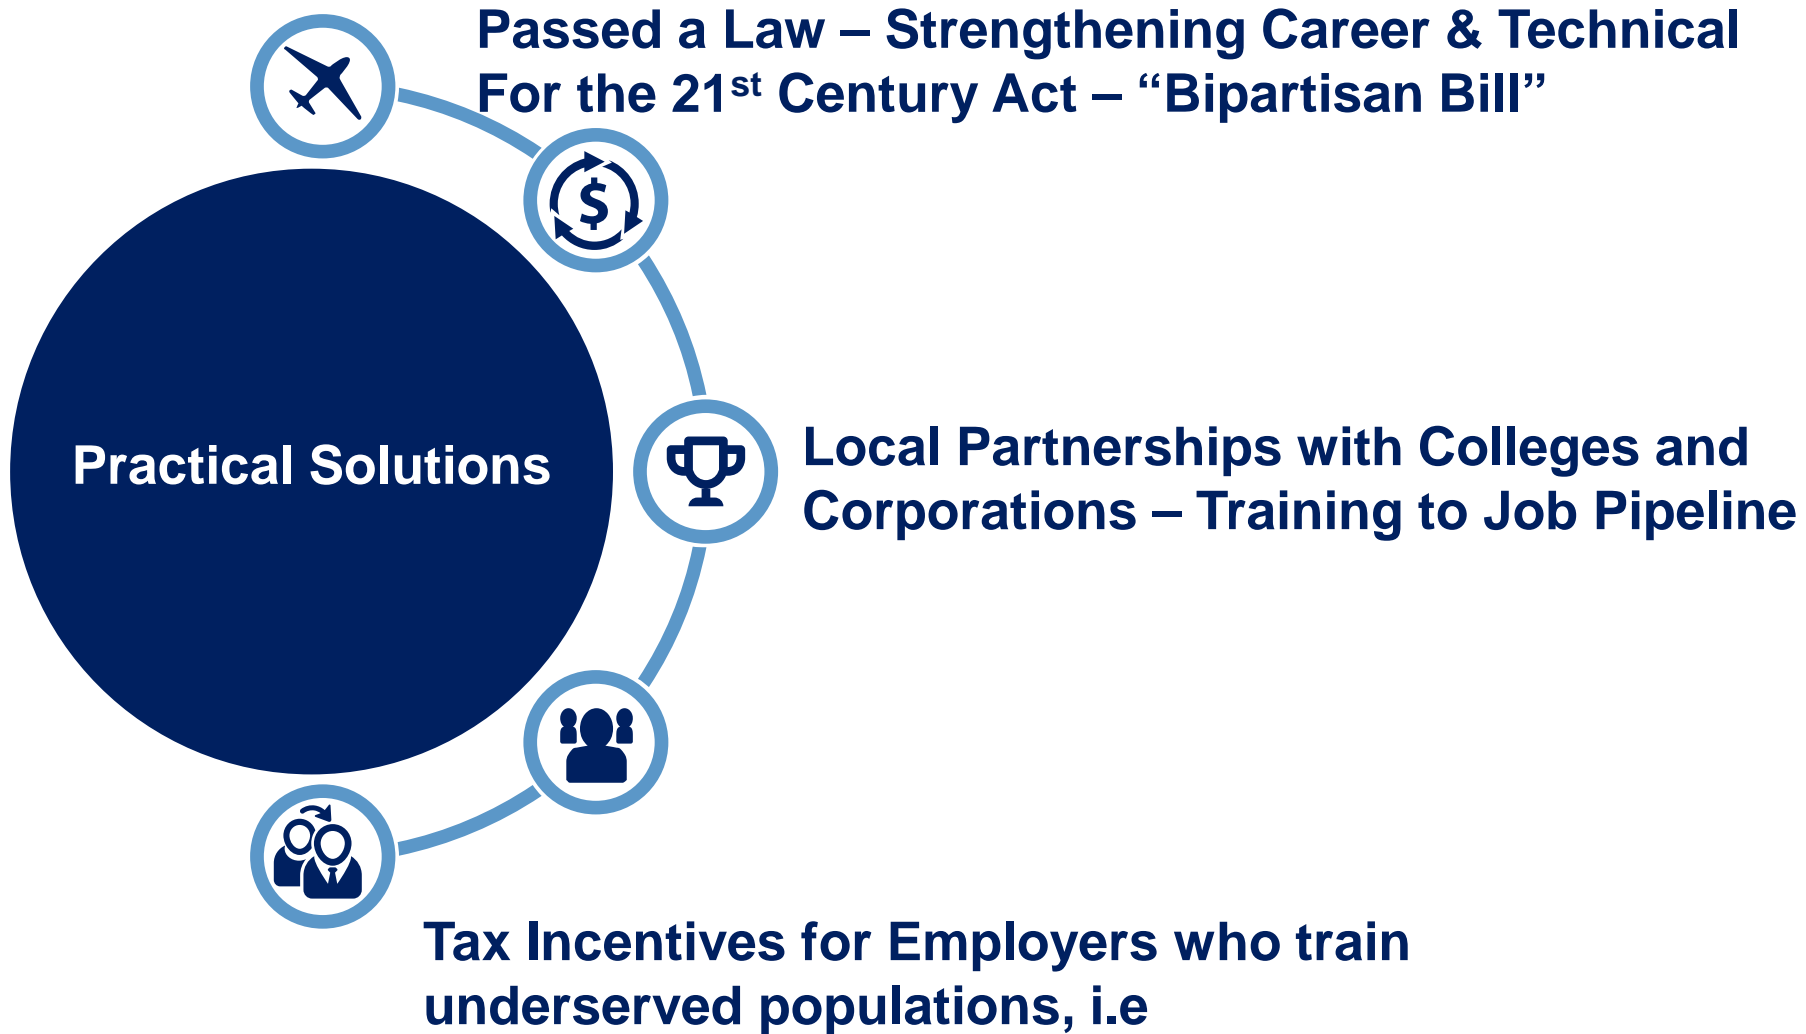 Passed a Law – Strengthening Career & Technical
For the 21st Century Act – “Bipartisan Bill”
$
Practical Solutions
Local Partnerships with Colleges and
Corporations – Training to Job Pipeline
Tax Incentives for Employers who train
underserved populations, i.e